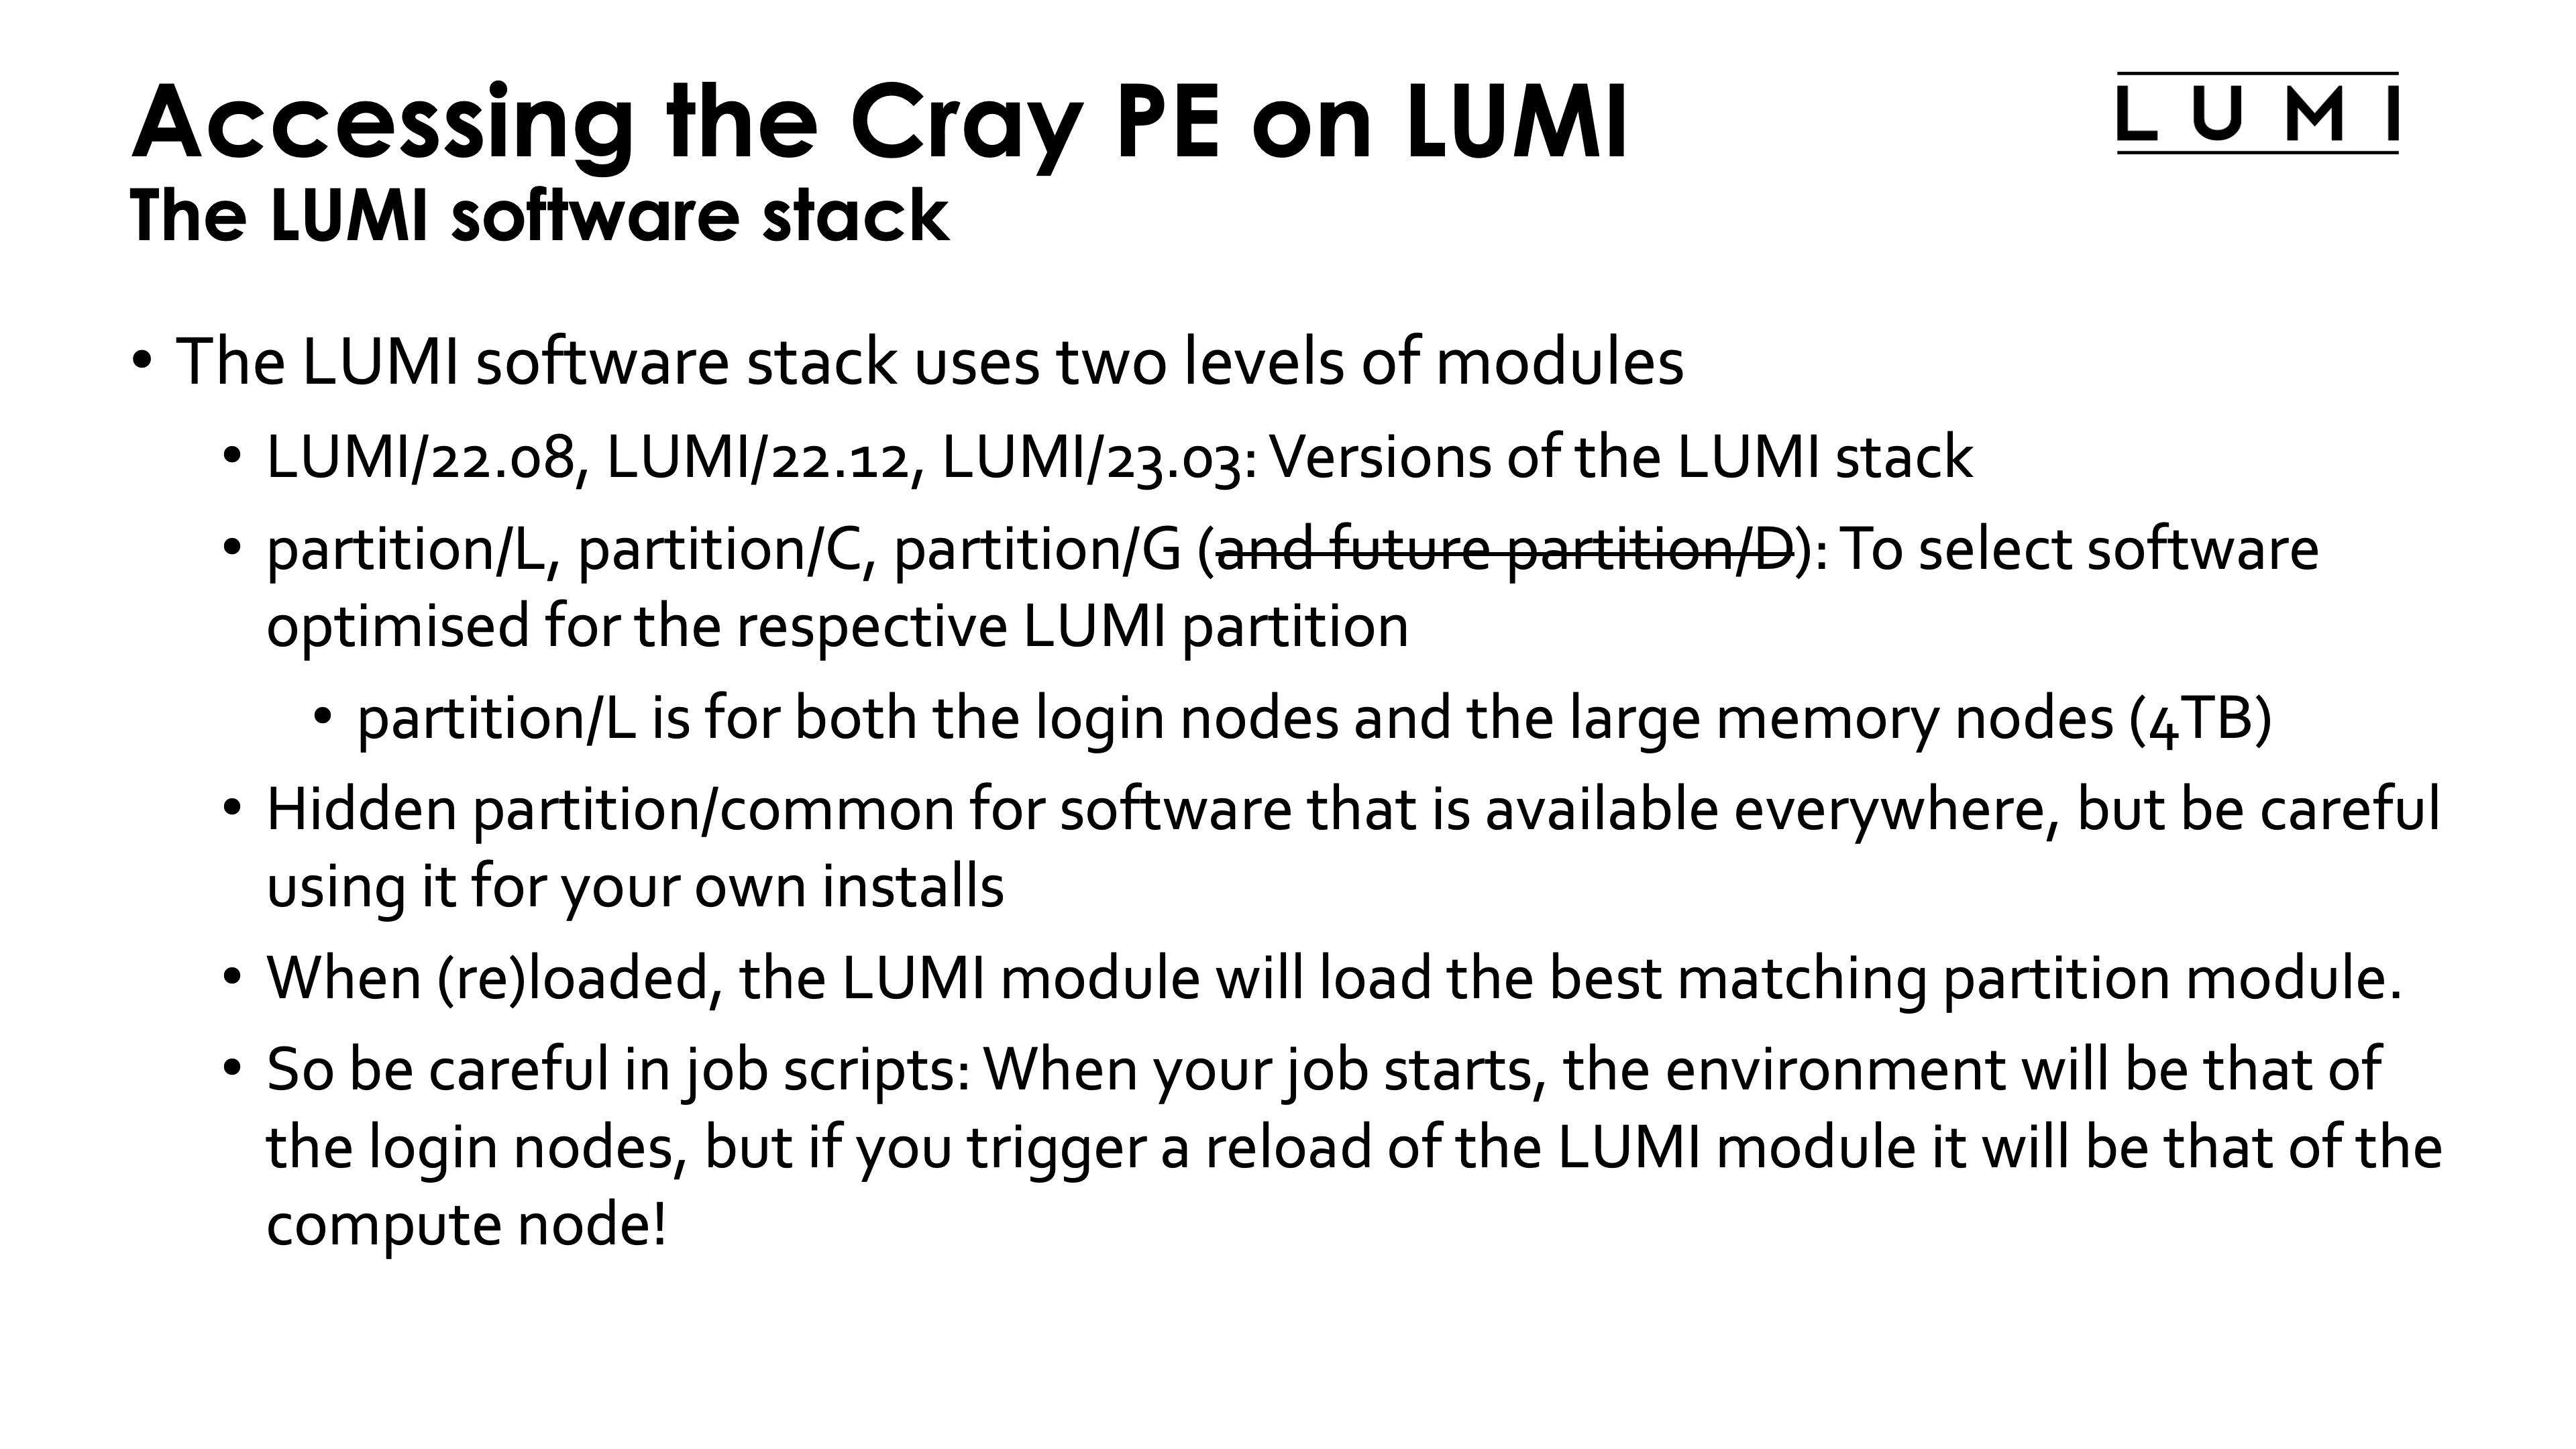 Accessing the Cray PE on LUMI
LUMI
The LUMI software stack
• The LUMI software stack uses two levels of modules
• LUMI/22.08, LUMI/22.12, LUMI/23.03: Versions of the LUMI stack
• partition/L, partition/C, partition/G (and future partition/D): To select software
optimised for the respective LUMI partition
• partition/L is for both the login nodes and the large memory nodes (4TB)
• Hidden partition/common for software that is available everywhere, but be careful
using it for your own installs
• When (re)loaded, the LUMI module will load the best matching partition module.
• So be careful in job scripts: When your job starts, the environment will be that of
the login nodes, but if you trigger a reload of the LUMI module it will be that of the
compute node!